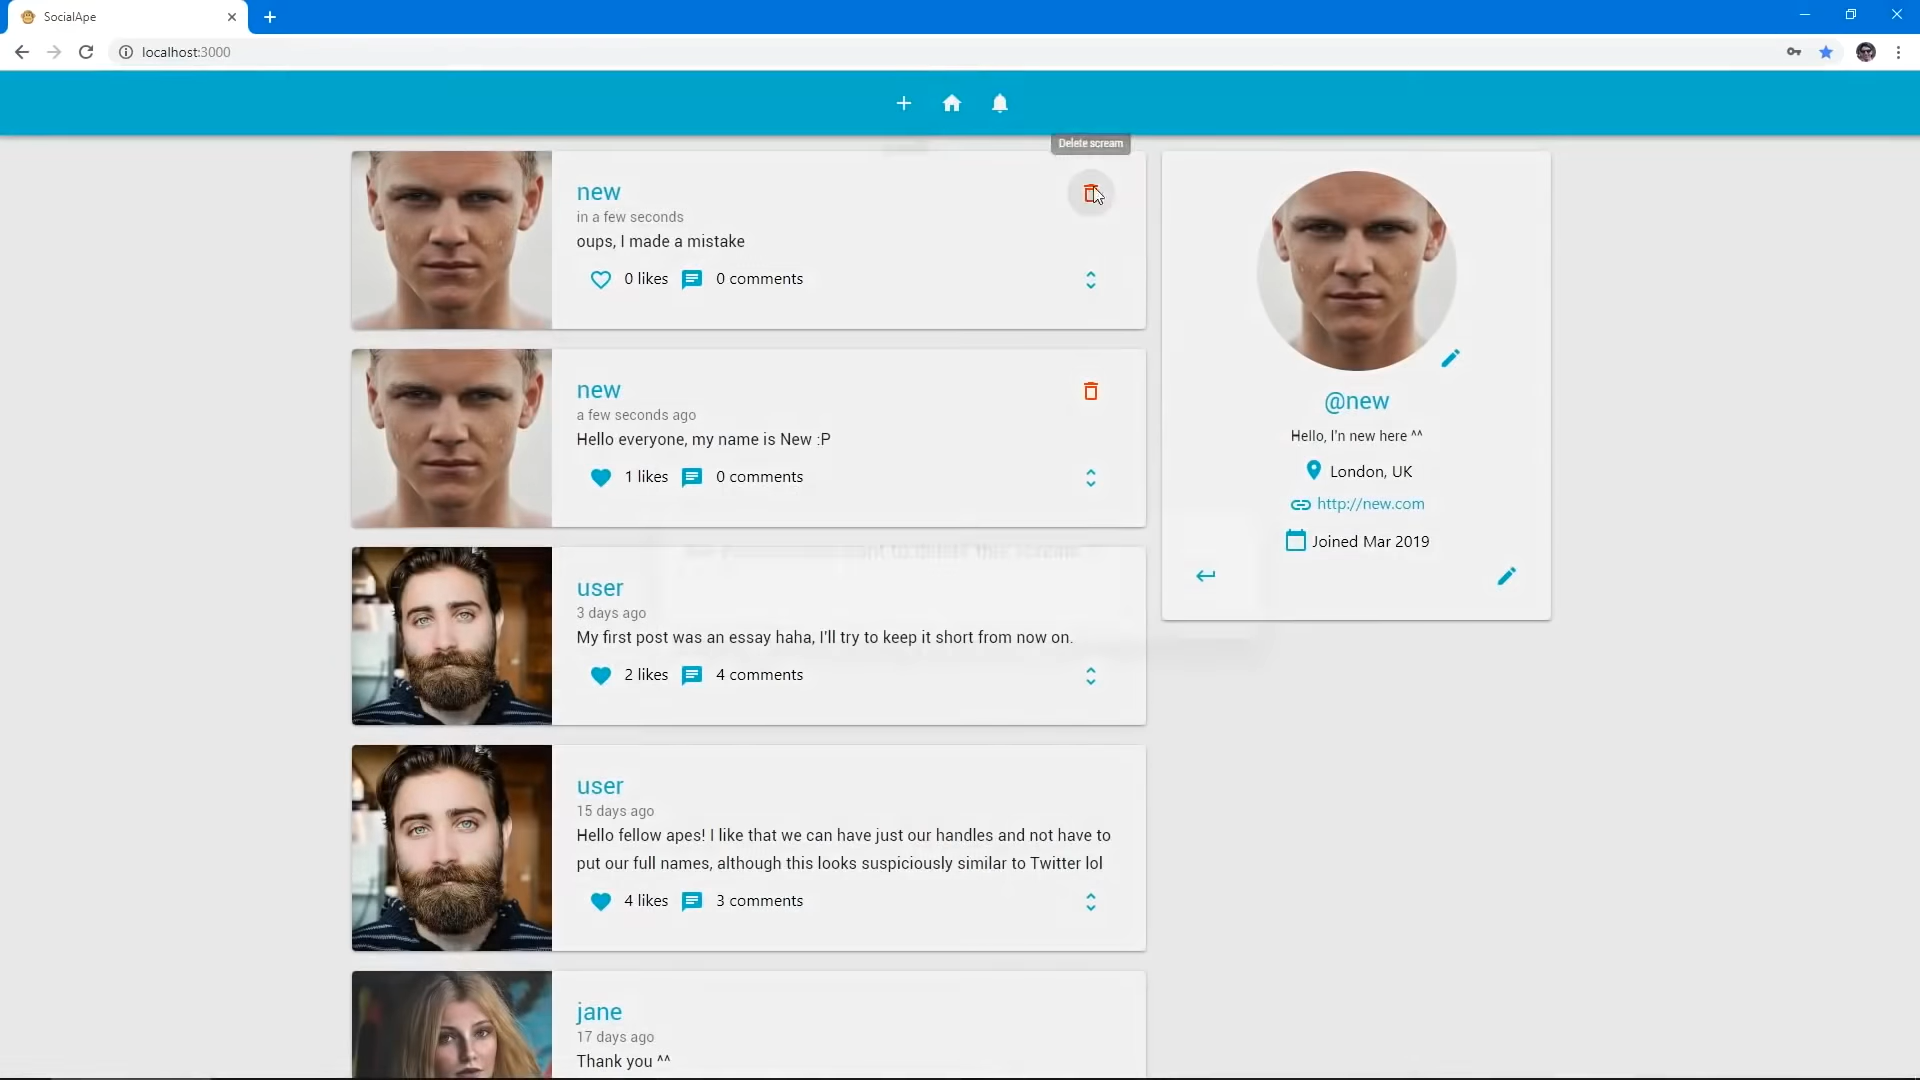 SocialApe
localhost:3000
Delete scream
new
in a few seconds
oups, I made a mistake
0 likes 0 comments
new
a few seconds ago
Hello everyone, my name is New :P
1 likes 0 comments
want to delete this scream
user
3 days ago
My first post was an essay haha, I'll try to keep it short from now on.
2 likes 4 comments
user
15 days ago
Hello fellow apes! I like that we can have just our handles and not have to
put our full names, although this looks suspiciously similar to Twitter lol
4 likes 3 comments
jane
17 days ago
Thank you ^^
@new
Hello, I'n new here ^^
London, UK
http://new.com
Joined Mar 2019